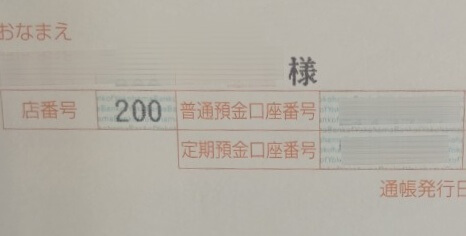 おなまえ
様
店番号 200 普通預金口座番号
定期預金口座番号
通帳発行日